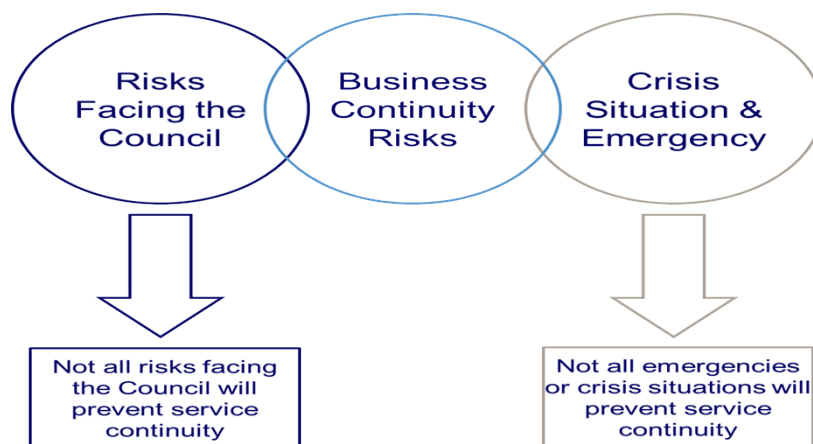 Risks
Facing the
Council
Business
Continuity
Risks
Crisis
Situation &
Emergency
Not all risks facing
the Council will
prevent service
continuity
Not all emergencies
or crisis situations will
prevent service
continuity